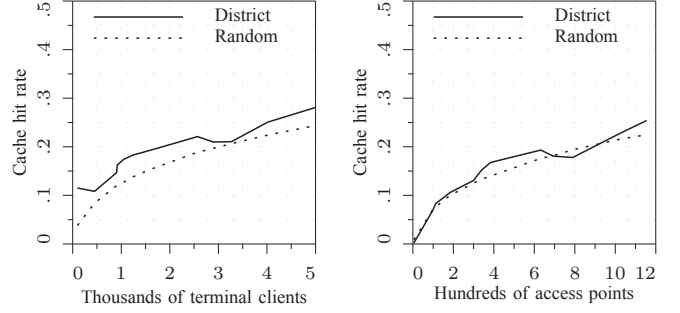 District
Random
.5
.4
.3
.2
.1
0
Cache hit rate
0 1 2 3 4 5
Thousands of terminal clients
District
Random
.5
.4
.3
.2
.1
0
Cache hit rate
0 2 4 6 8 10 12
Hundreds of access points